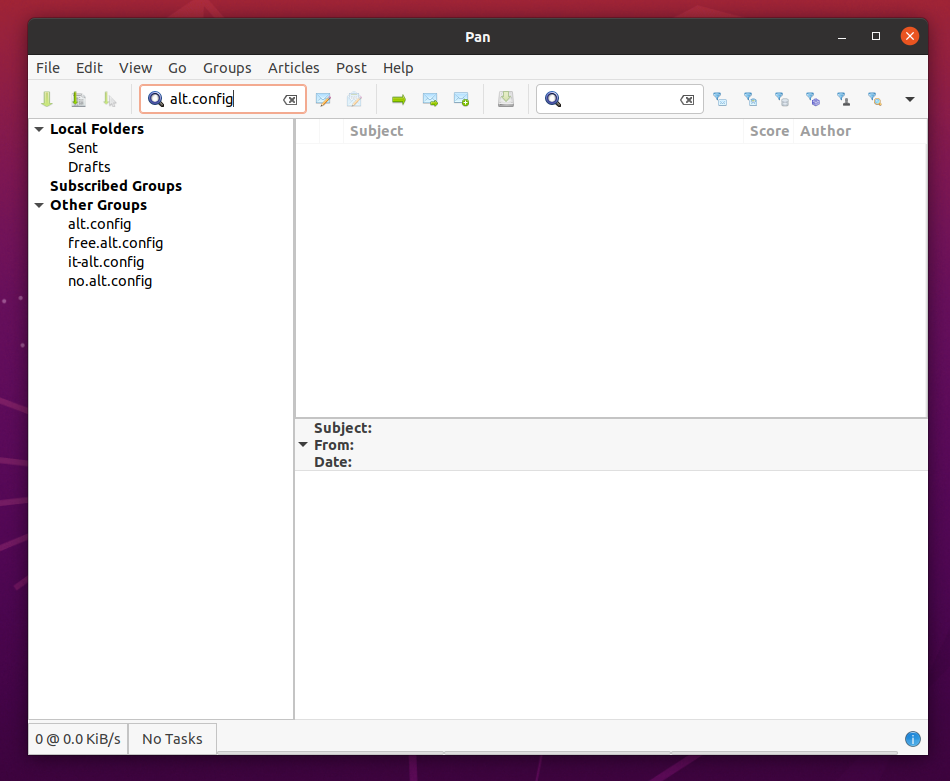 Pan
File Edit View Go Groups Articles Post Help
alt.config
Local Folders
Sent
Drafts
Subscribed Groups
Other Groups
alt.config
free.alt.config
it-alt.config
no.alt.config
Subject Score Author
Subject:
From:
Date:
0 @ 0.0 KiB/s No Tasks